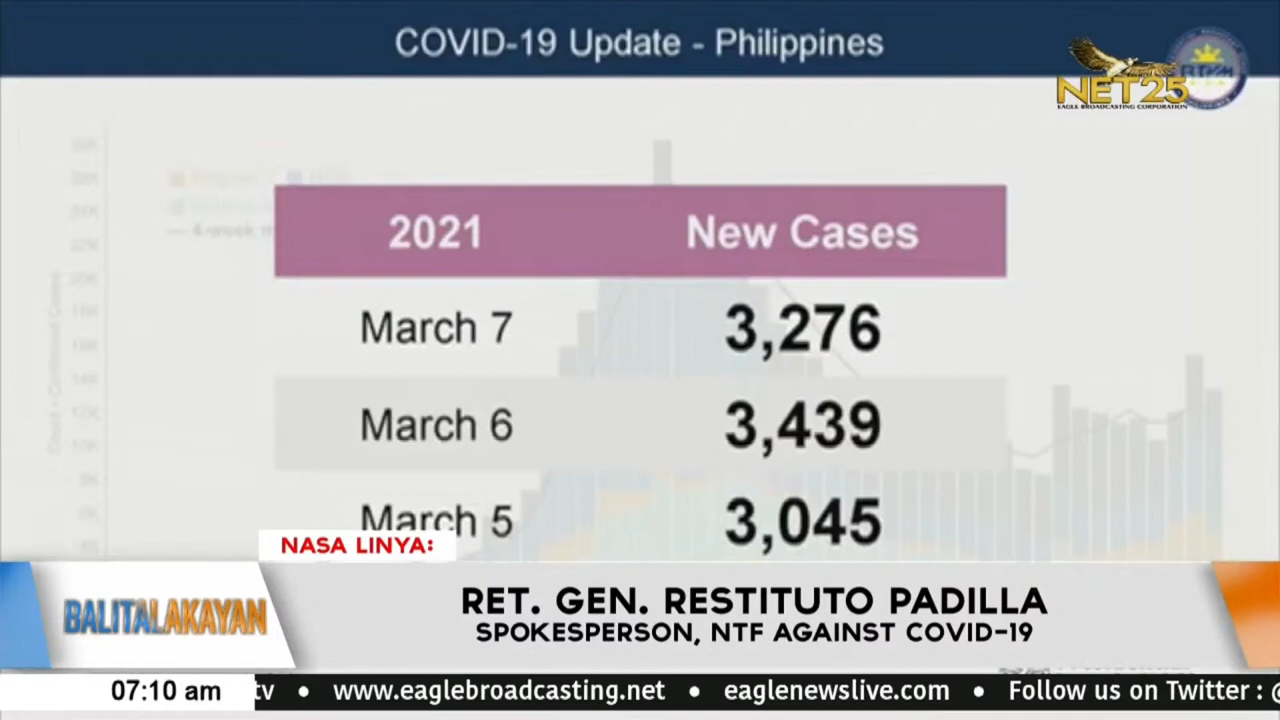 COVID-19 Update - Philippines
NET25
EAGLE BROADCASTING CORPORATION
RTVM
2021 New Cases
March 7 3,276
March 6 3,439
March 5 3,045
NASA LINYA:
BALITALAKAYAN
RET. GEN. RESTITUTO PADILLA
SPOKESPERSON, NTF AGAINST COVID-19
07:10 am tv • www.eaglebroadcasting.net • eaglenewslive.com • Follow us on Twitter : @